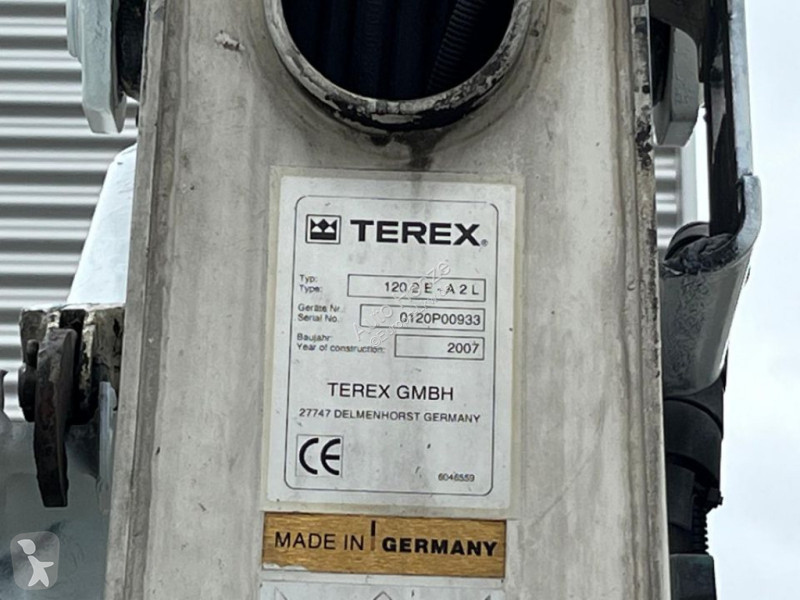 TEREX®
Typ:
Type: 120.2 E - A 2 L
Geräte Nr.:
Serial No.: 0120P00933
Baujahr:
Year of construction: 2007
TEREX GMBH
27747 DELMENHORST GERMANY
CE
6046559
MADE IN GERMANY